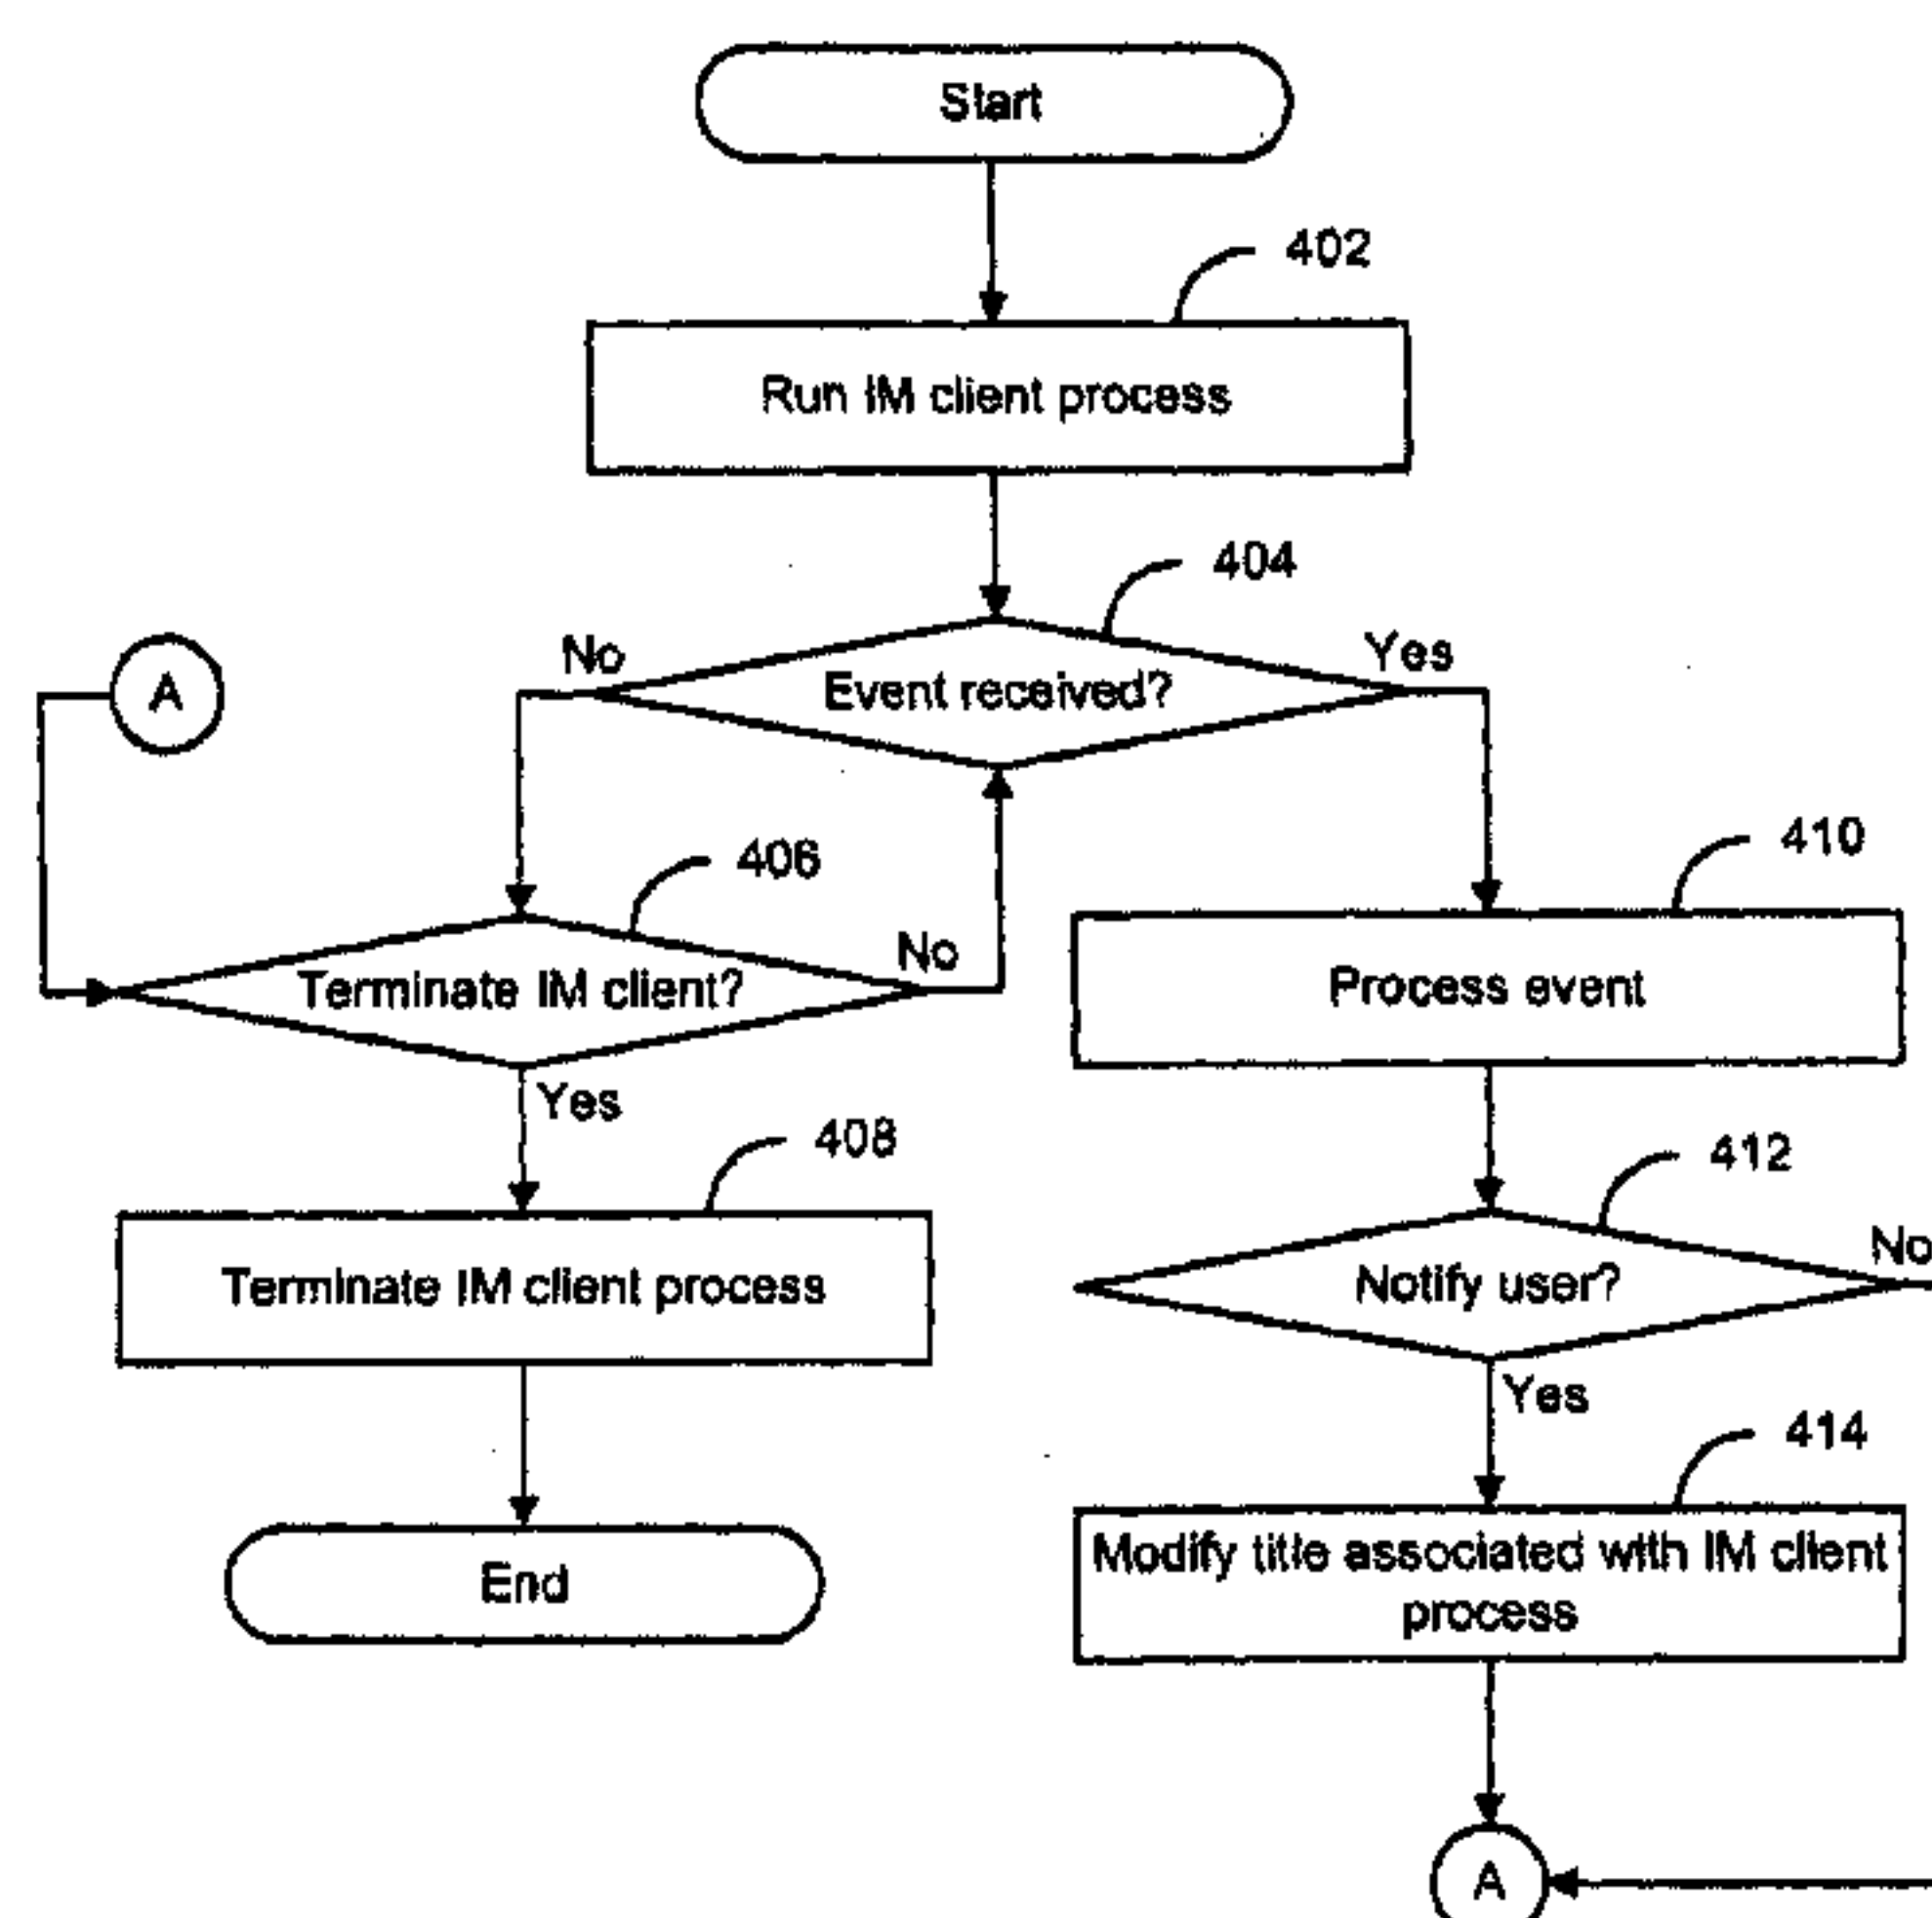 Start
402
Run IM client process
404
No
Event received?
Yes
A
406
No
Terminate IM client?
410
Process event
Yes
408
412
Terminate IM client process
No
Notify user?
Yes
414
Modify title associated with IM client
process
End
A